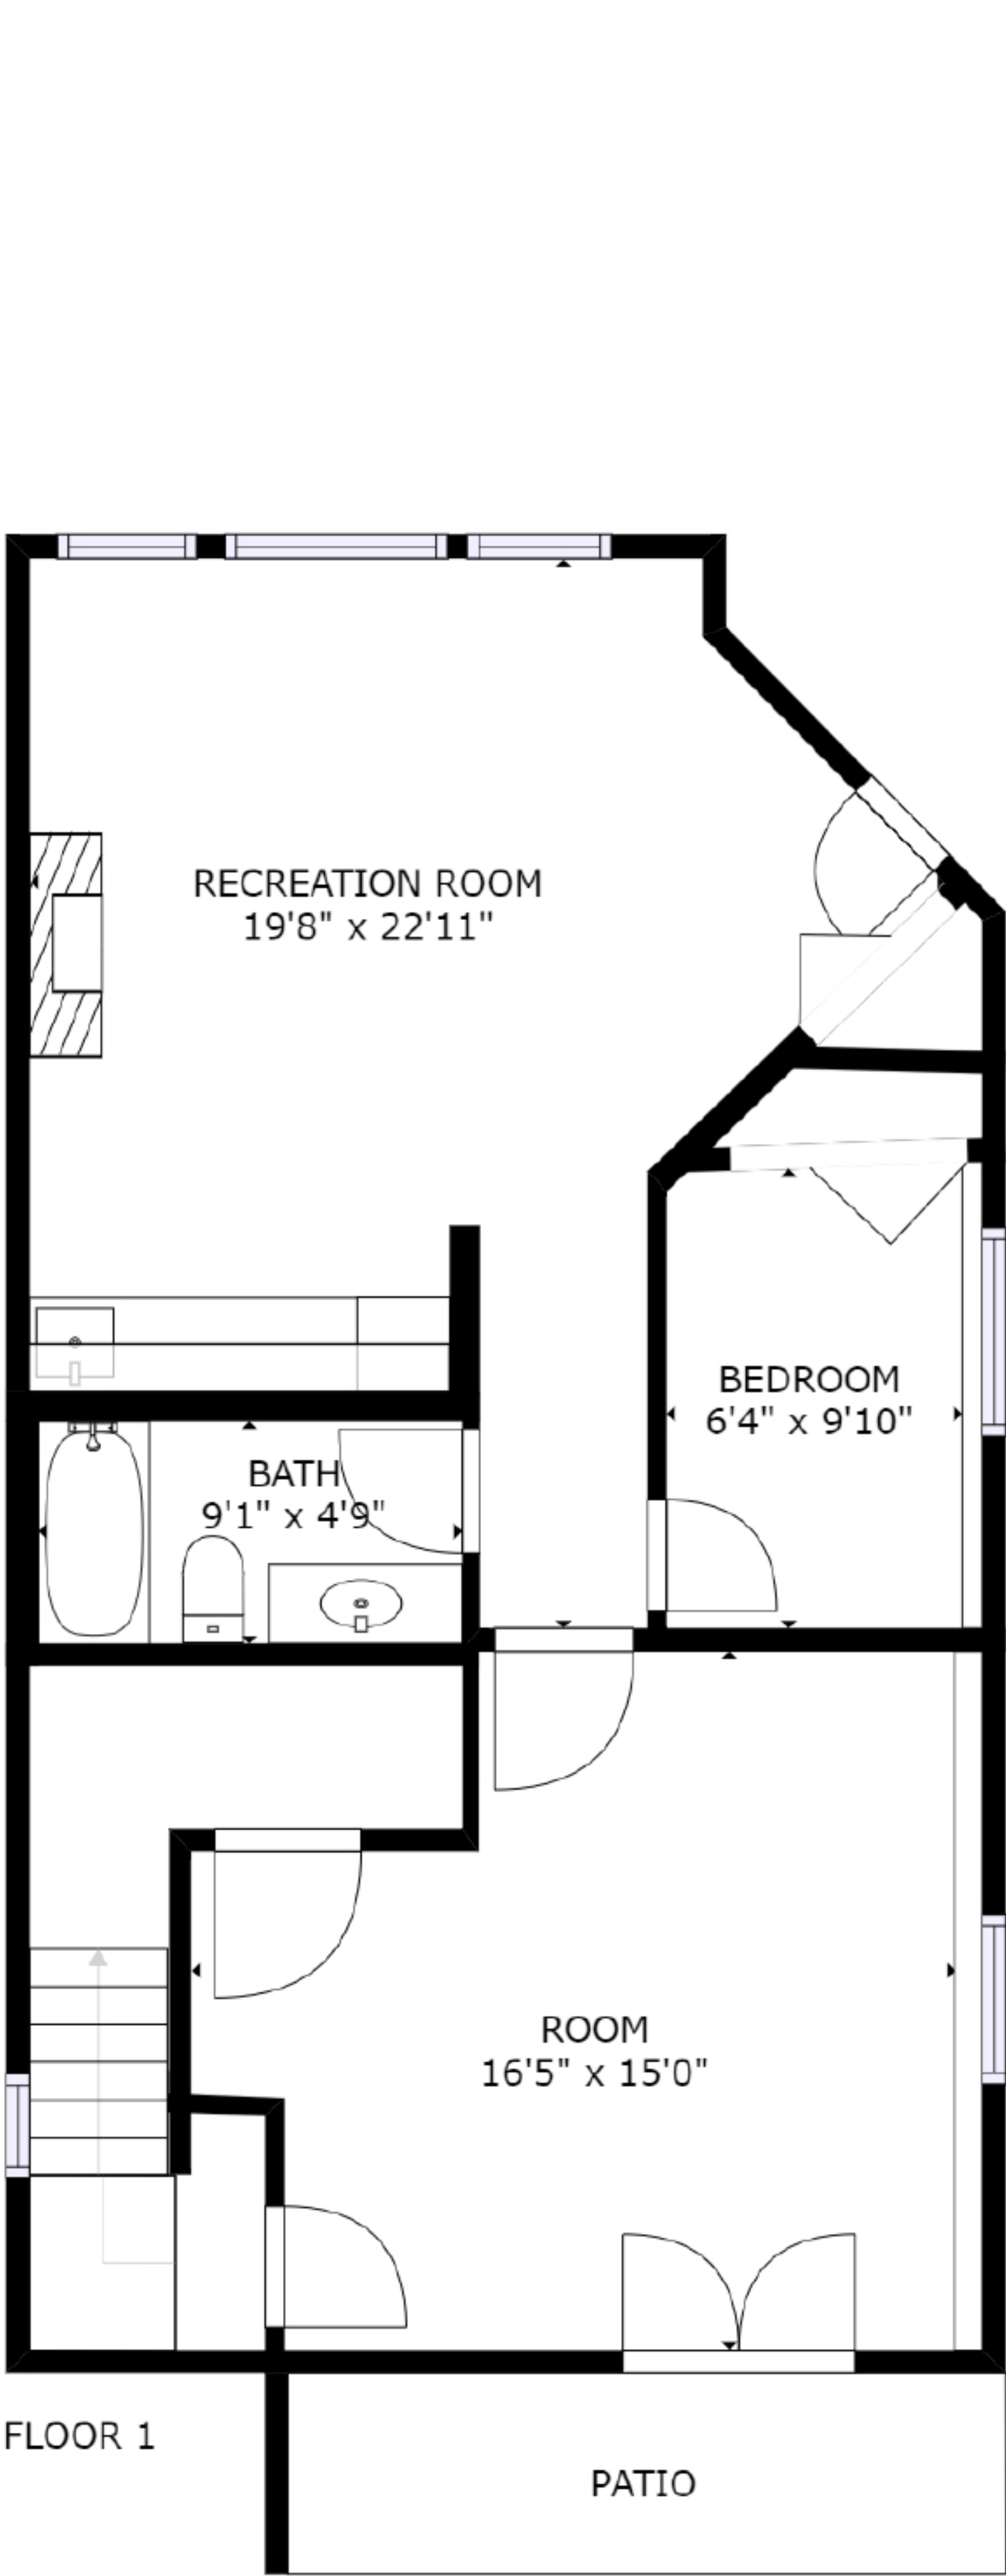 RECREATION ROOM
19'8" x 22'11"
BEDROOM
6'4" x 9'10"
BATH
9'1" x 4'9"
ROOM
16'5" x 15'0"
FLOOR 1
PATIO